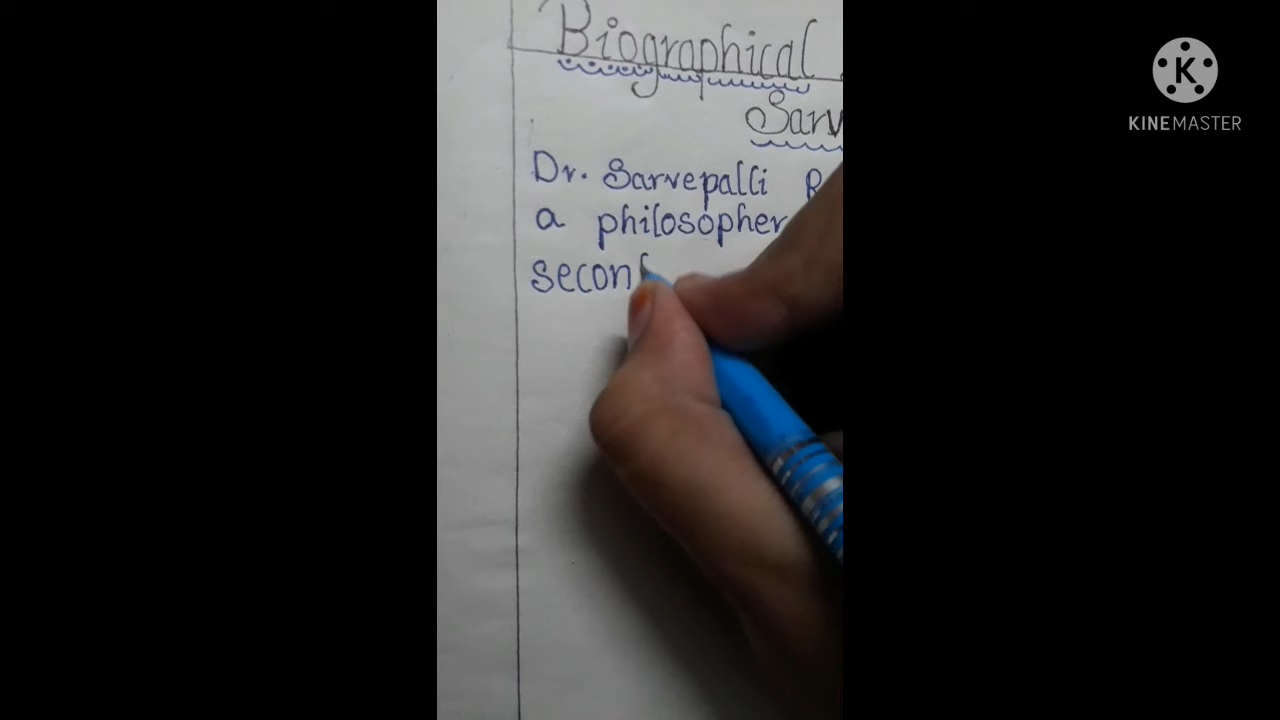 Biographical
Sarv
Dr. Sarvepalli R
a philosopher
secon
KINEMASTER